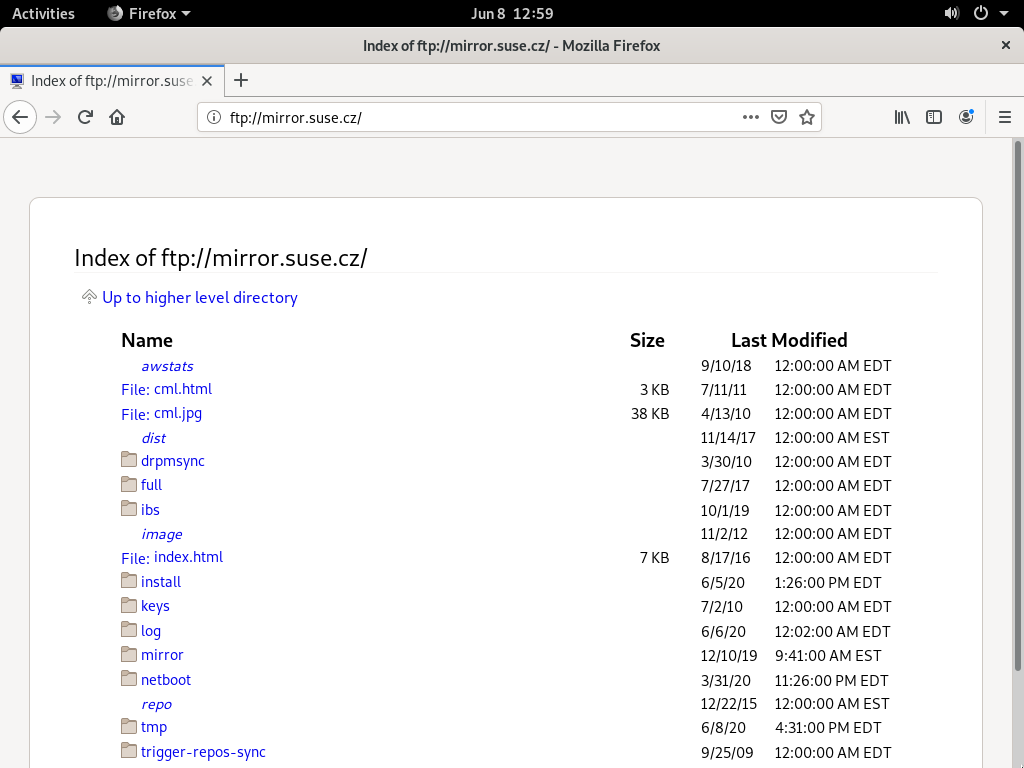 Activities Firefox Jun 8 12:59
Index of ftp://mirror.suse.cz/ - Mozilla Firefox
Index of ftp://mirror.suse
ftp://mirror.suse.cz/
Index of ftp://mirror.suse.cz/
Up to higher level directory
Name Size Last Modified
awstats 9/10/18 12:00:00 AM EDT
File: cml.html 3 KB 7/11/11 12:00:00 AM EDT
File: cml.jpg 38 KB 4/13/10 12:00:00 AM EDT
dist 11/14/17 12:00:00 AM EST
drpmsync 3/30/10 12:00:00 AM EDT
full 7/27/17 12:00:00 AM EDT
ibs 10/1/19 12:00:00 AM EDT
image 11/2/12 12:00:00 AM EDT
File: index.html 7 KB 8/17/16 12:00:00 AM EDT
install 6/5/20 1:26:00 PM EDT
keys 7/2/10 12:00:00 AM EDT
log 6/6/20 12:02:00 AM EDT
mirror 12/10/19 9:41:00 AM EST
netboot 3/31/20 11:26:00 PM EDT
repo 12/22/15 12:00:00 AM EST
tmp 6/8/20 4:31:00 PM EDT
trigger-repos-sync 9/25/09 12:00:00 AM EDT